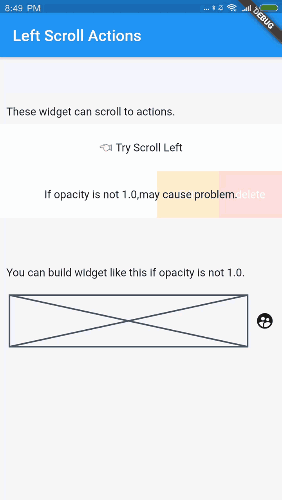 8:49 PM
DEBUG
Left Scroll Actions
These widget can scroll to actions.
👈 Try Scroll Left
If opacity is not 1.0,may cause problem.delete
You can build widget like this if opacity is not 1.0.